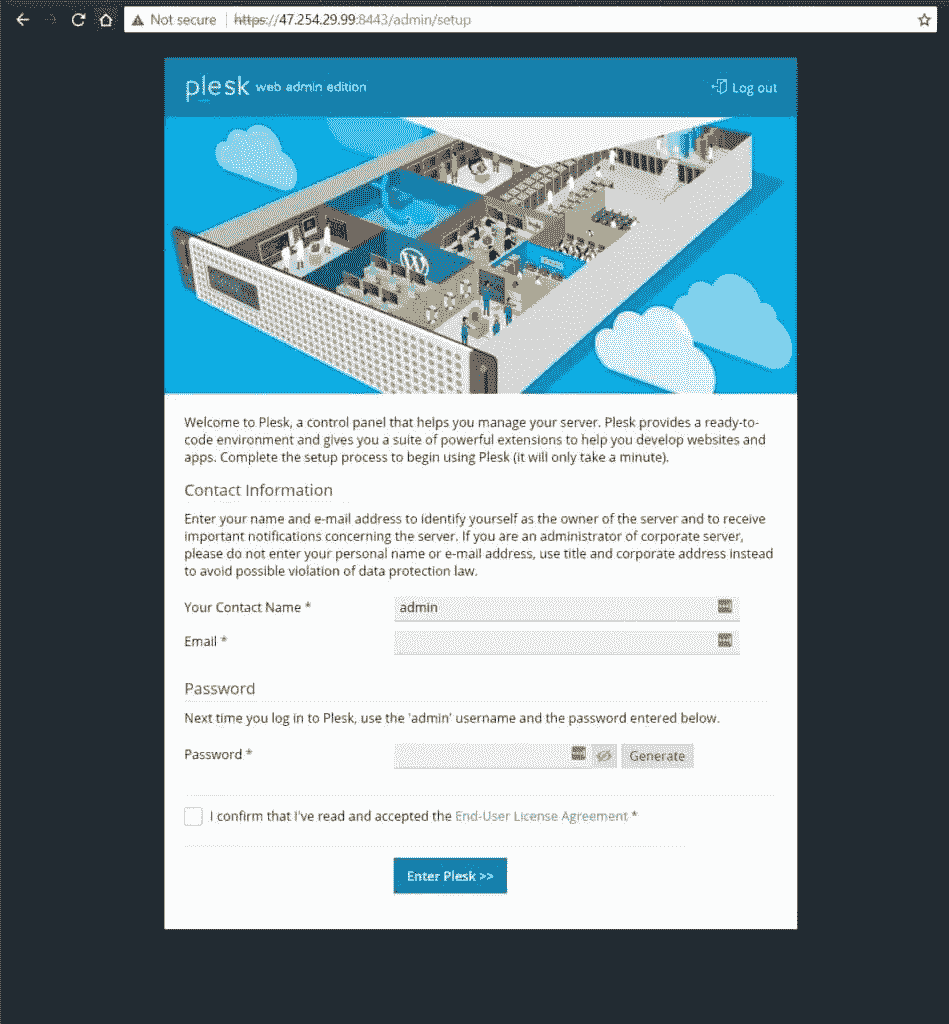 Not secure https://47.254.29.99:8443/admin/setup
plesk web admin edition Log out
Welcome to Plesk, a control panel that helps you manage your server. Plesk provides a ready-to-
code environment and gives you a suite of powerful extensions to help you develop websites and
apps. Complete the setup process to begin using Plesk (it will only take a minute).
Contact Information
Enter your name and e-mail address to identify yourself as the owner of the server and to receive
important notifications concerning the server. If you are an administrator of corporate server,
please do not enter your personal name or e-mail address, use title and corporate address instead
to avoid possible violation of data protection law.
Your Contact Name * admin
Email *
Password
Next time you log in to Plesk, use the 'admin' username and the password entered below.
Password * Generate
I confirm that I've read and accepted the End-User License Agreement *
Enter Plesk >>